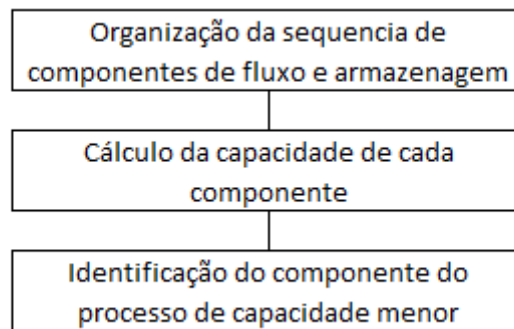 Organização da sequencia de
componentes de fluxo e armazenagem
Cálculo da capacidade de cada
componente
Identificação do componente do
processo de capacidade menor